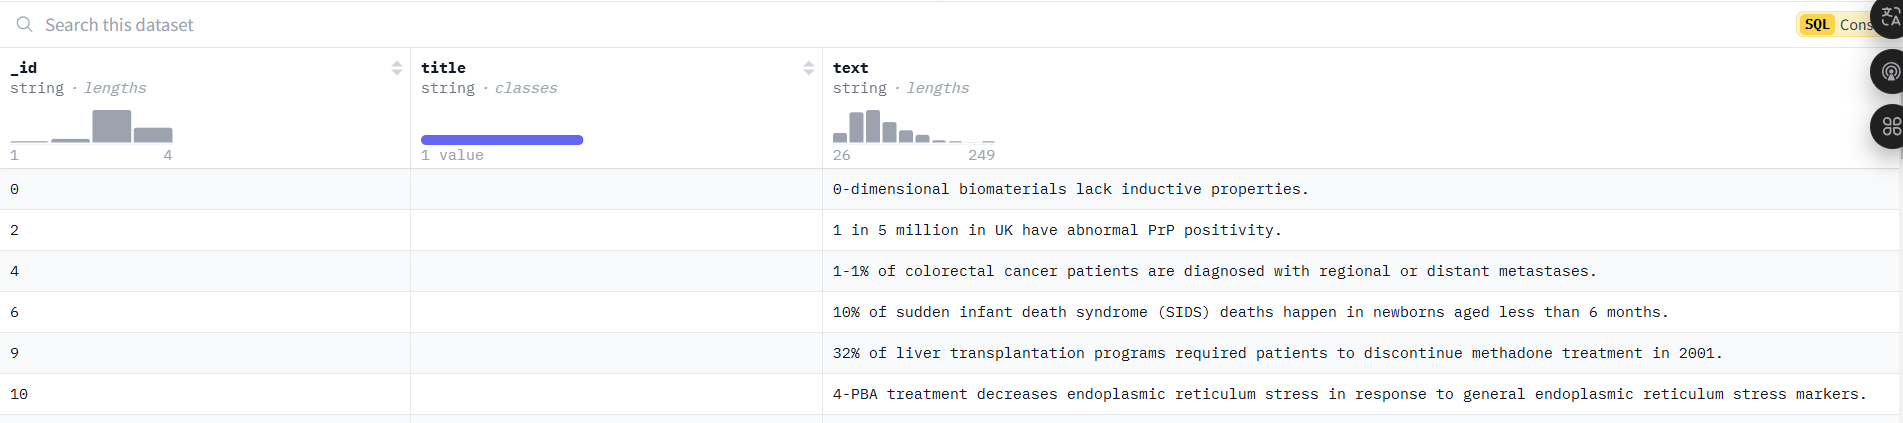 Search this dataset
SQL Cons
_id
string · lengths
1 4
title
string · classes
1 value
text
string · lengths
26 249
0 0-dimensional biomaterials lack inductive properties.
2 1 in 5 million in UK have abnormal PrP positivity.
4 1-1% of colorectal cancer patients are diagnosed with regional or distant metastases.
6 10% of sudden infant death syndrome (SIDS) deaths happen in newborns aged less than 6 months.
9 32% of liver transplantation programs required patients to discontinue methadone treatment in 2001.
10 4-PBA treatment decreases endoplasmic reticulum stress in response to general endoplasmic reticulum stress markers.